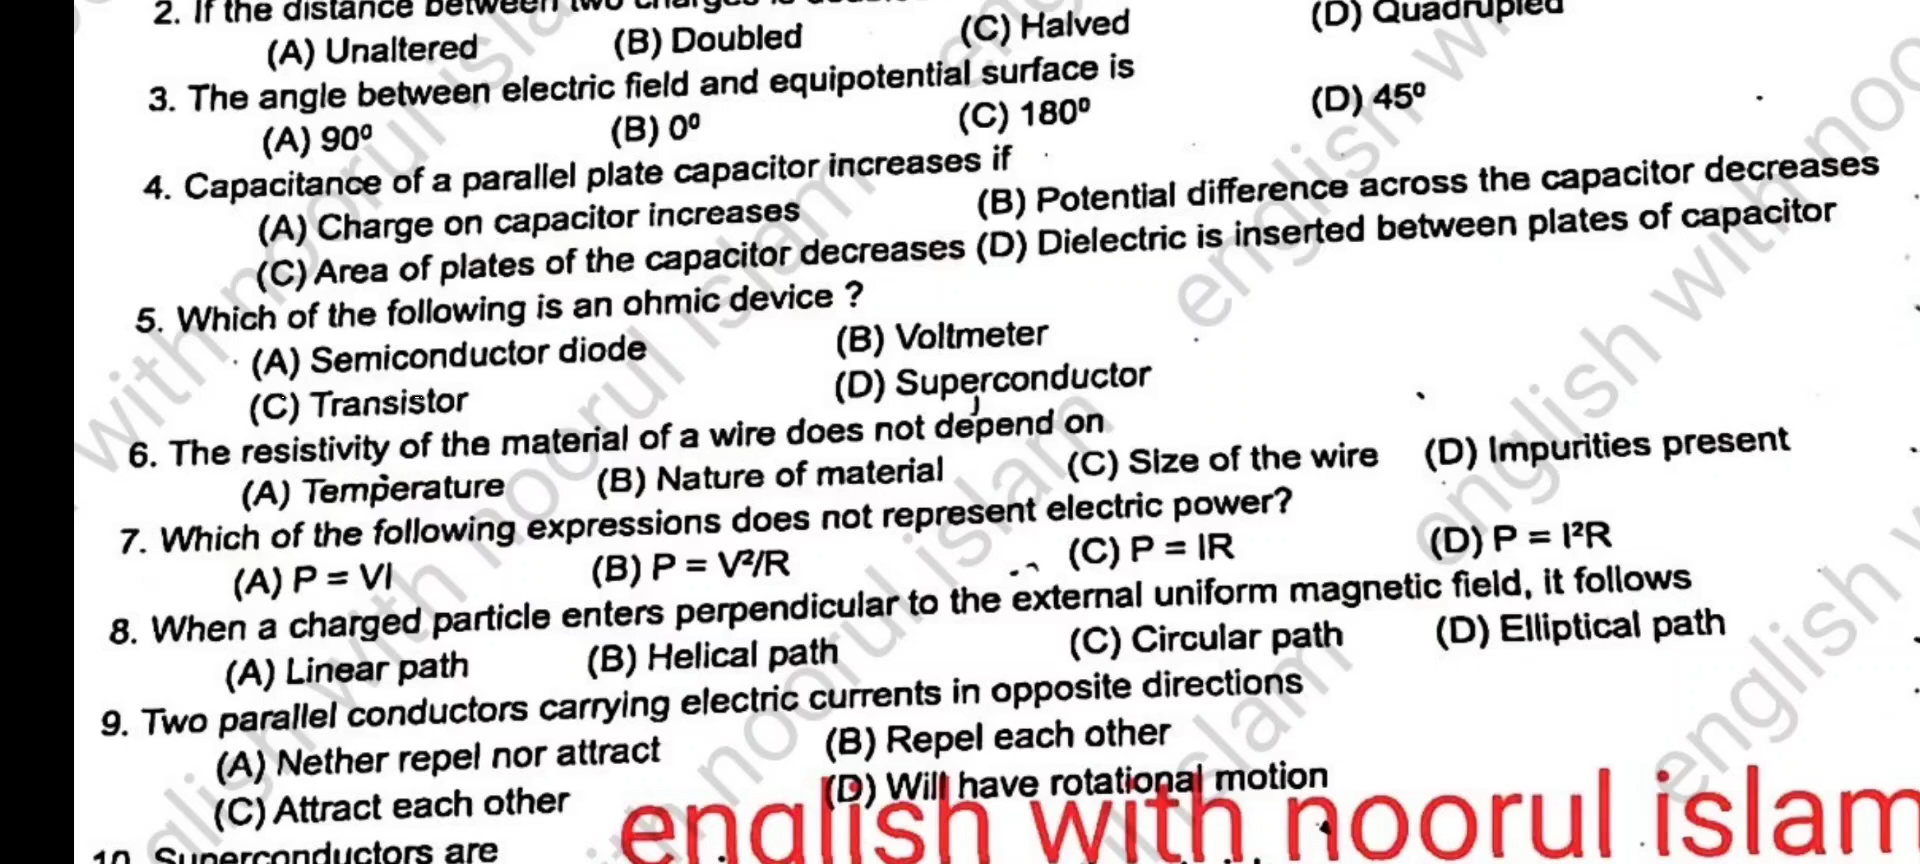 2. If the distance between two charges is
(A) Unaltered (B) Doubled (C) Halved (D) Quadrupled
3. The angle between electric field and equipotential surface is
(A) 90⁰ (B) 0⁰ (C) 180⁰ (D) 45⁰
4. Capacitance of a parallel plate capacitor increases if
(A) Charge on capacitor increases (B) Potential difference across the capacitor decreases
(C) Area of plates of the capacitor decreases (D) Dielectric is inserted between plates of capacitor
5. Which of the following is an ohmic device ?
(A) Semiconductor diode (B) Voltmeter
(C) Transistor (D) Superconductor
6. The resistivity of the material of a wire does not depend on
(A) Temperature (B) Nature of material (C) Size of the wire (D) Impurities present
7. Which of the following expressions does not represent electric power?
(A) P = VI (B) P = V²/R (C) P = IR (D) P = I²R
8. When a charged particle enters perpendicular to the external uniform magnetic field, it follows
(A) Linear path (B) Helical path (C) Circular path (D) Elliptical path
9. Two parallel conductors carrying electric currents in opposite directions
(A) Nether repel nor attract (B) Repel each other
(C) Attract each other (D) Will have rotational motion
10. Superconductors are
english with noorul islam